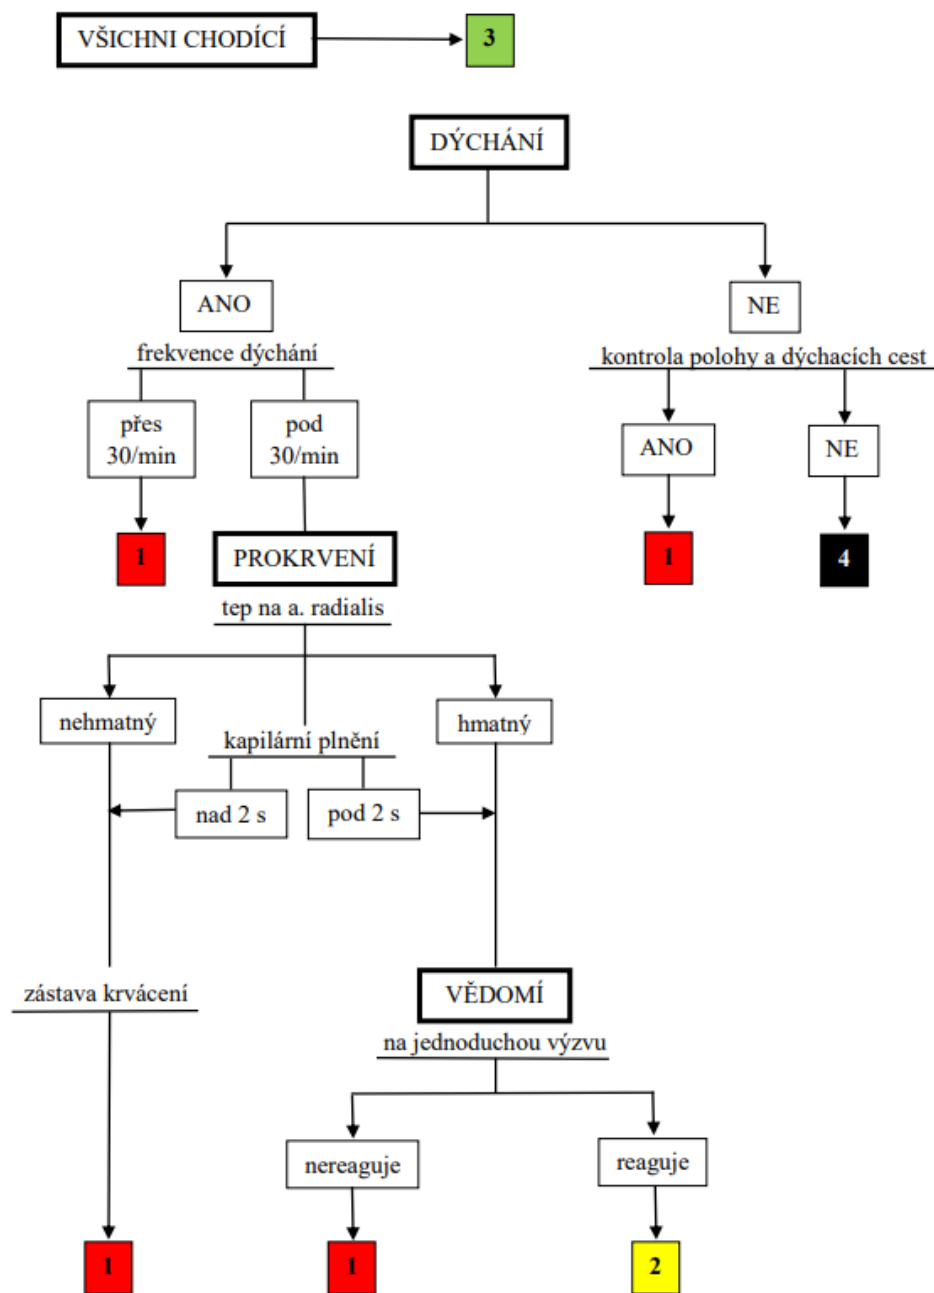 VŠICHNI CHODÍCÍ
3
DÝCHÁNÍ
ANO
NE
frekvence dýchání
kontrola polohy a dýchacích cest
přes
30/min
pod
30/min
ANO
NE
1
PROKRVENÍ
1
4
tep na a. radialis
nehmatný
hmatný
kapilární plnění
nad 2 s
pod 2 s
zástava krvácení
VĚDOMÍ
na jednoduchou výzvu
nereaguje
reaguje
1
1
2